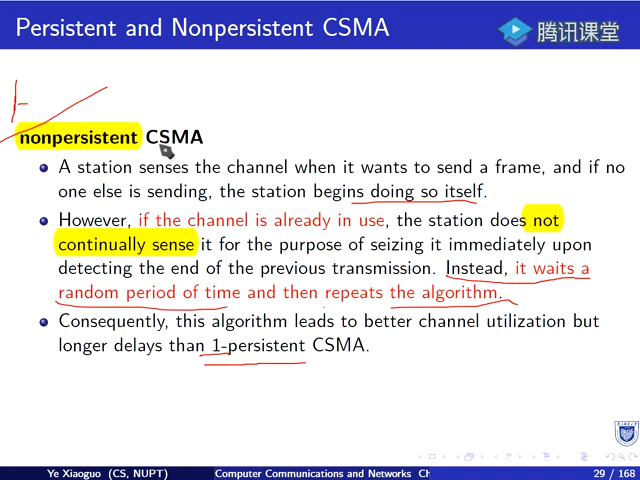 Persistent and Nonpersistent CSMA
腾讯课堂
nonpersistent CSMA
A station senses the channel when it wants to send a frame, and if no
one else is sending, the station begins doing so itself.
However, if the channel is already in use, the station does not
continually sense it for the purpose of seizing it immediately upon
detecting the end of the previous transmission. Instead, it waits a
random period of time and then repeats the algorithm.
Consequently, this algorithm leads to better channel utilization but
longer delays than 1-persistent CSMA.
Ye Xiaoguo (CS, NUPT) Computer Communications and Networks Ch 29 / 168